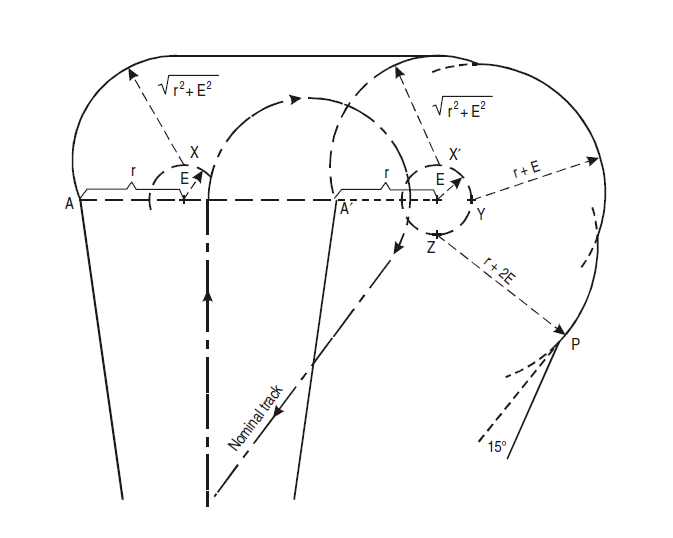 √r²+E²
√r²+E²
X
X′
r
E
r
E
r + E
A
A′
Y
Z
r + 2E
P
Nominal track
15°